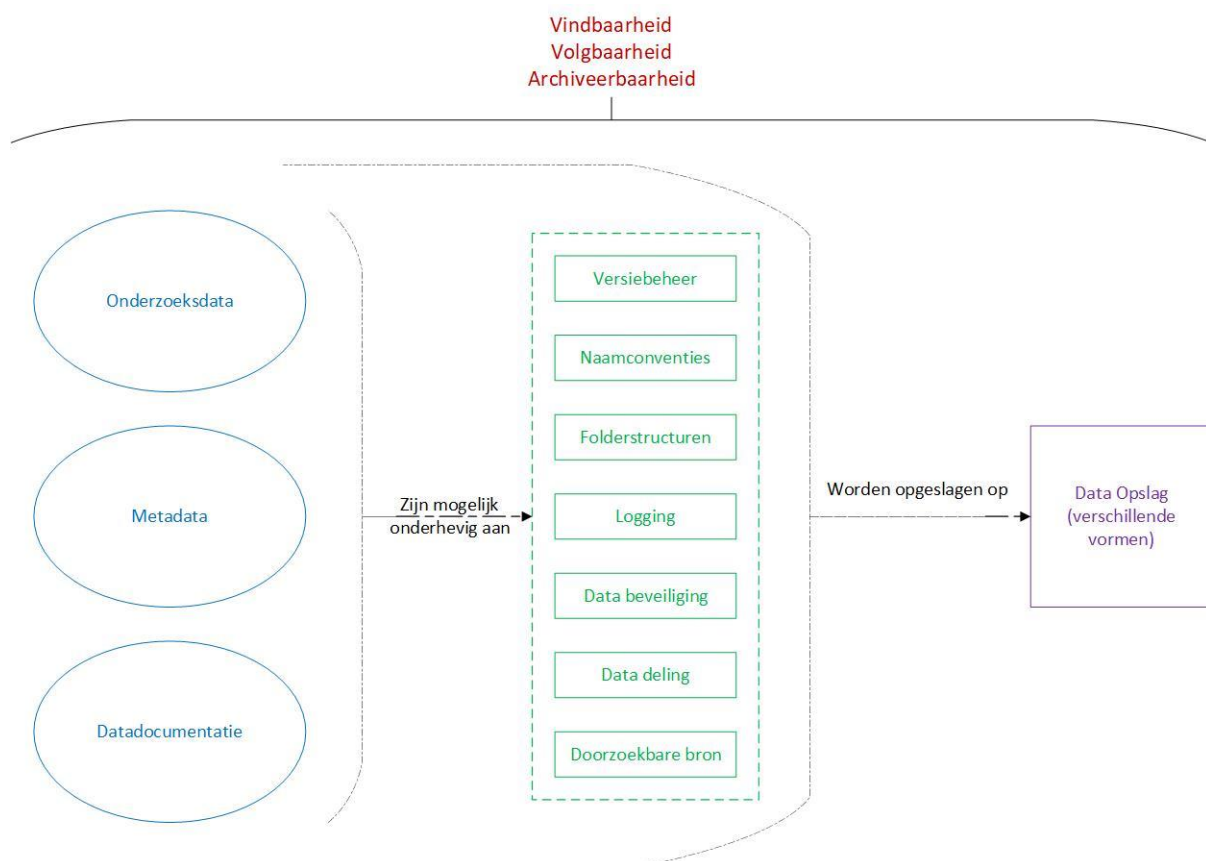 Vindbaarheid
Volgbaarheid
Archiveerbaarheid
Onderzoeksdata
Metadata
Datadocumentatie
Zijn mogelijk
onderhevig aan
Versiebeheer
Naamconventies
Folderstructuren
Logging
Data beveiliging
Data deling
Doorzoekbare bron
Worden opgeslagen op
Data Opslag
(verschillende
vormen)